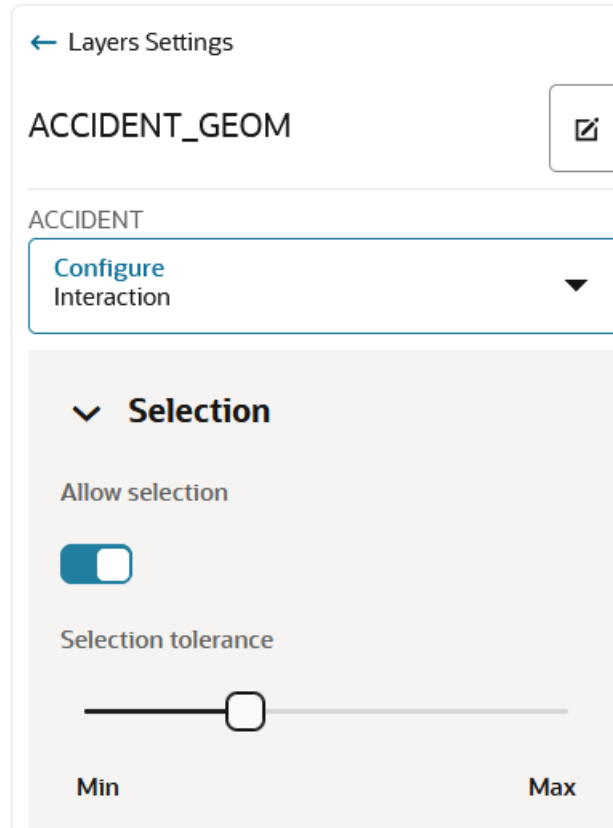 Layers Settings
ACCIDENT_GEOM
ACCIDENT
Configure
Interaction
Selection
Allow selection
Selection tolerance
Min Max